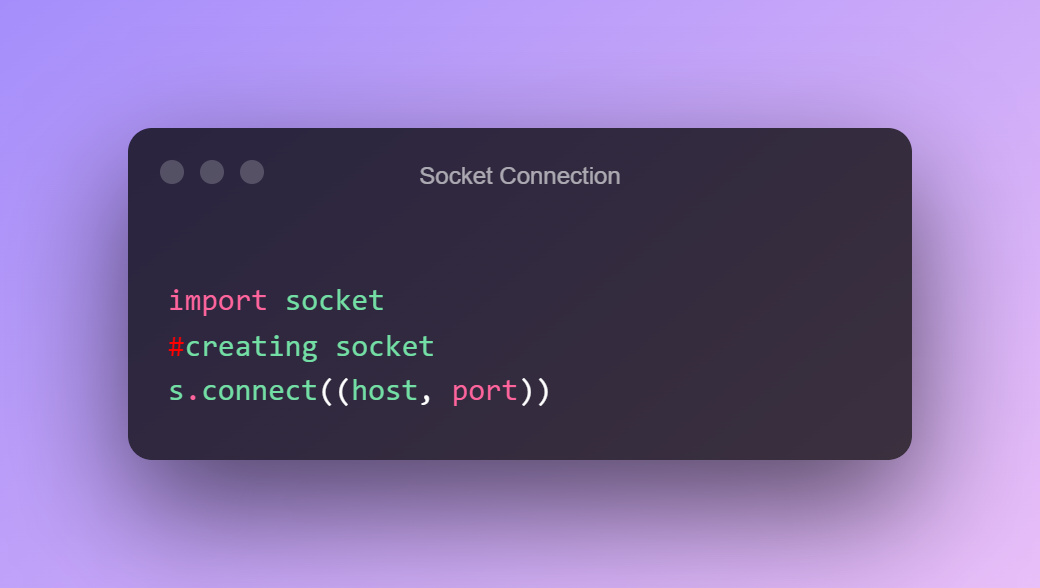 Socket Connection
import socket
#creating socket
s.connect((host, port))